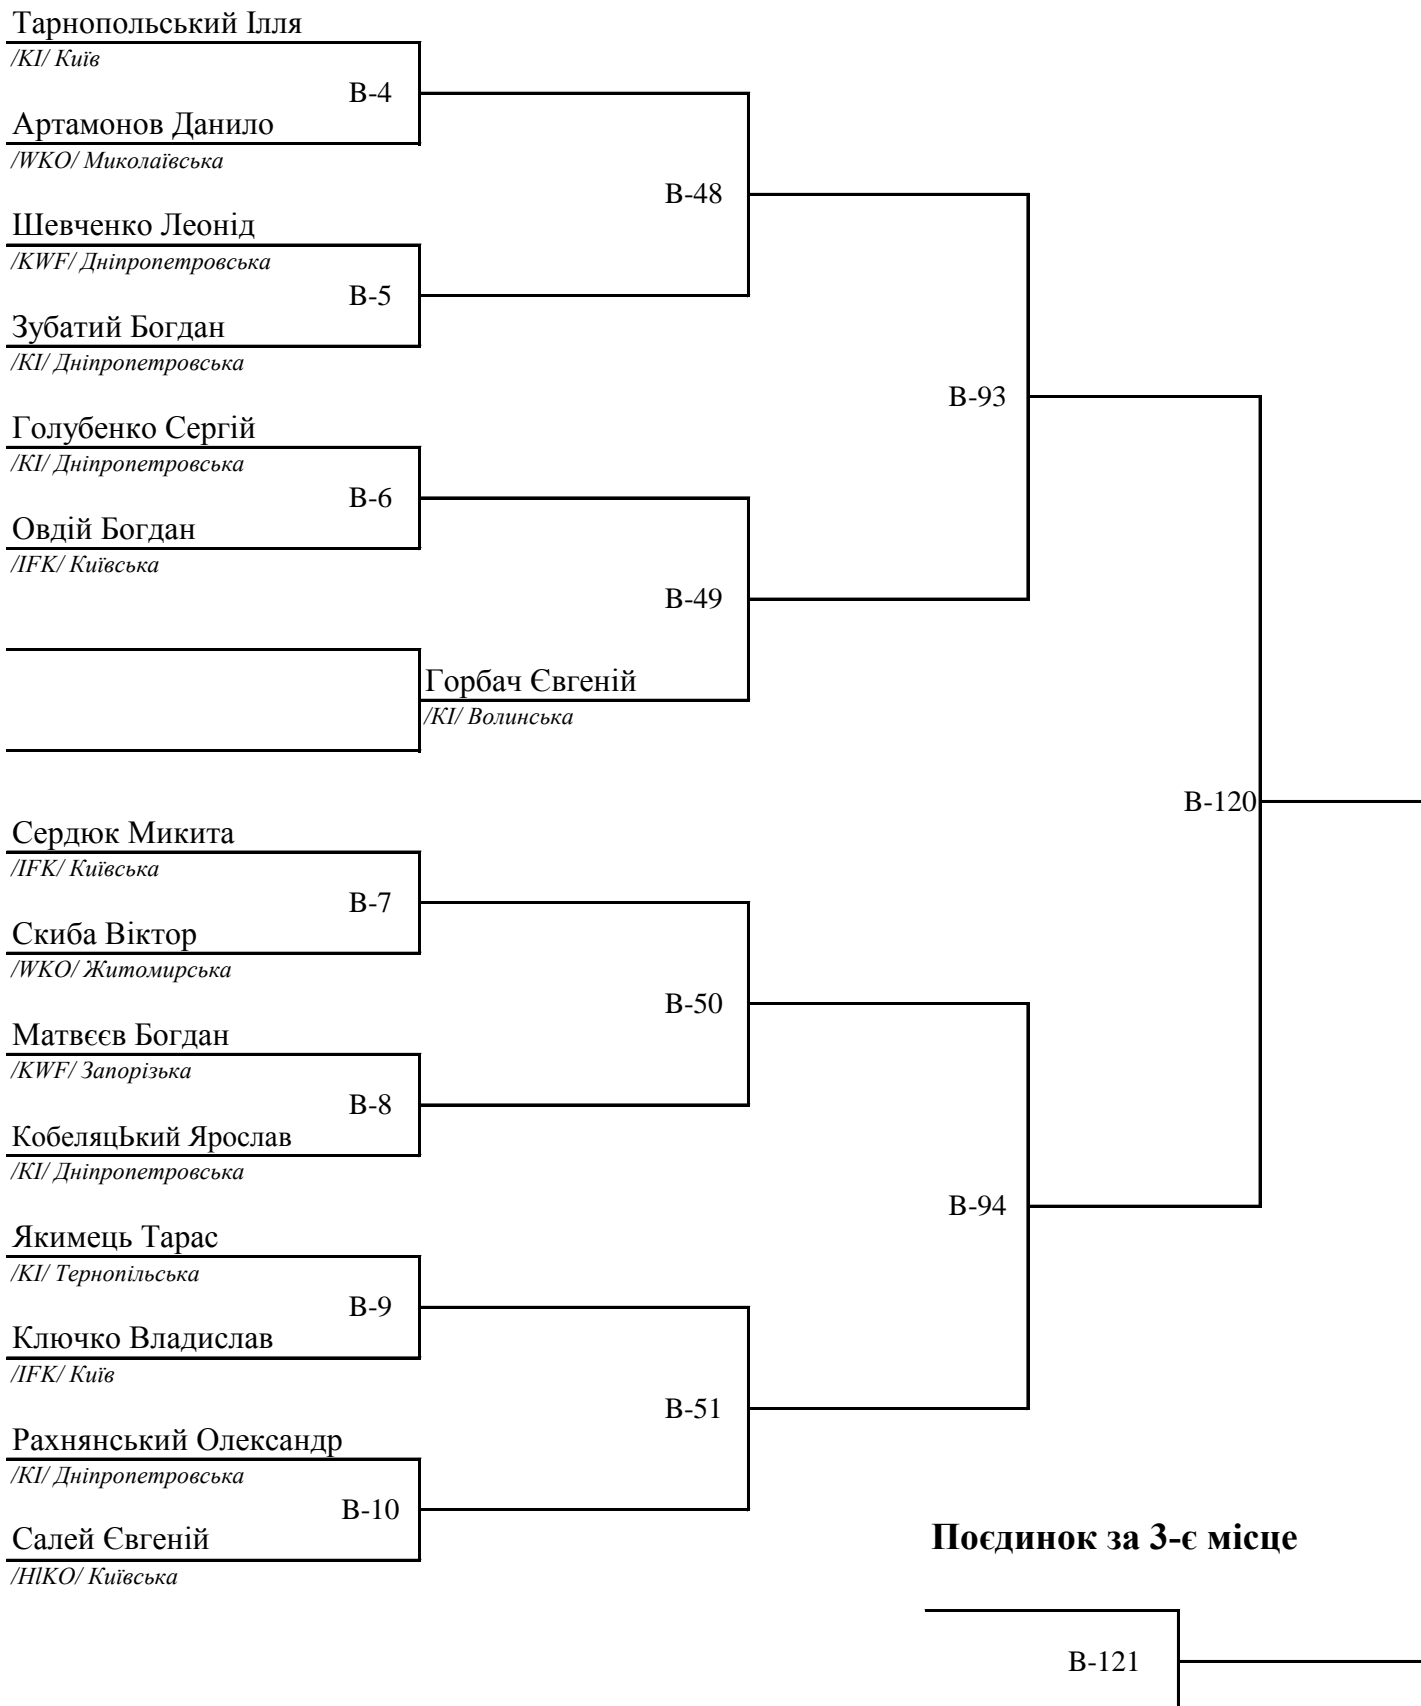 Тарнопольський Ілля
/KI/ Київ
В-4
Артамонов Данило
/WKO/ Миколаївська
В-48
Шевченко Леонід
/KWF/ Дніпропетровська
В-5
Зубатий Богдан
/KI/ Дніпропетровська
В-93
Голубенко Сергій
/KI/ Дніпропетровська
В-6
Овдій Богдан
/IFK/ Київська
В-49
Горбач Євгеній
/KI/ Волинська
В-120
Сердюк Микита
/IFK/ Київська
В-7
Скиба Віктор
/WKO/ Житомирська
В-50
Матвєєв Богдан
/KWF/ Запорізька
В-8
КобеляцЬкий Ярослав
/KI/ Дніпропетровська
В-94
Якимець Тарас
/KI/ Тернопільська
В-9
Ключко Владислав
/IFK/ Київ
В-51
Рахнянський Олександр
/KI/ Дніпропетровська
В-10
Салей Євгеній
/HlKO/ Київська
Поєдинок за 3-є місце
В-121